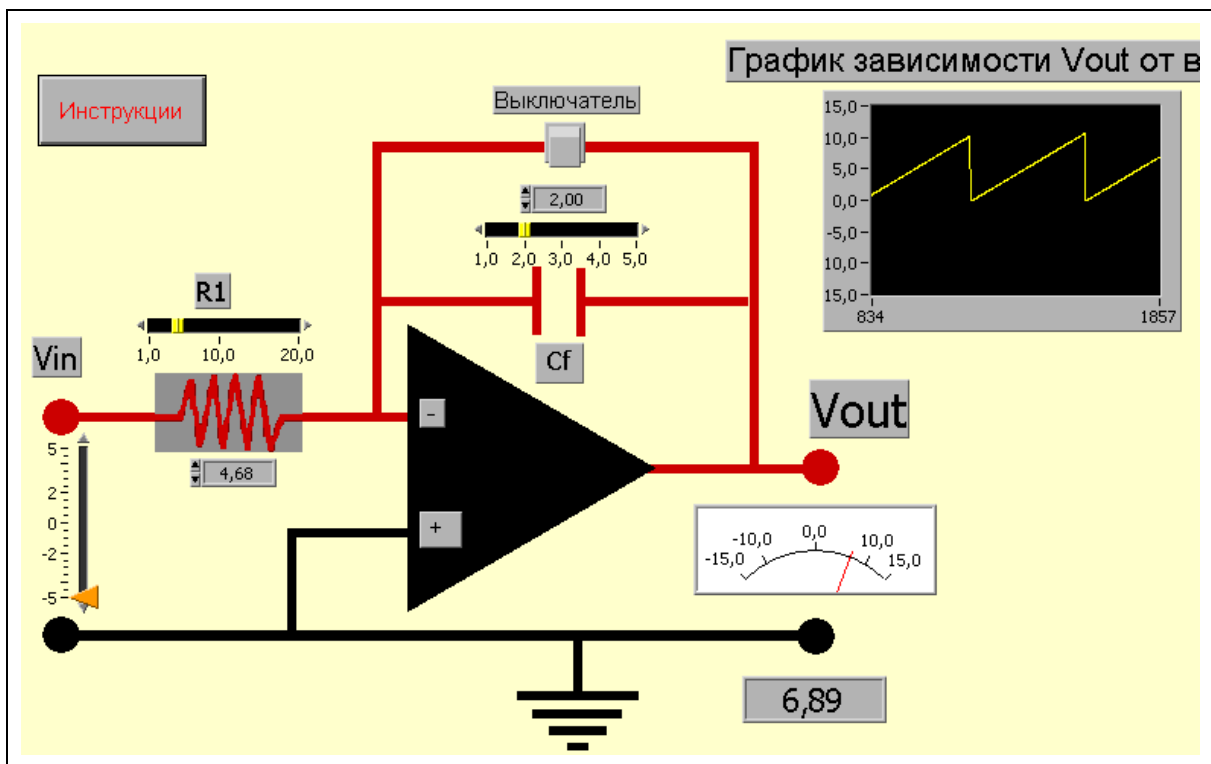 График зависимости Vout от в
Инструкции
Выключатель
15,0
10,0
5,0
0,0
-5,0
10,0
15,0
834 1857
2,00
1,0 2,0 3,0 4,0 5,0
R1
1,0 10,0 20,0
Vin
Cf
-
Vout
5
2
0
-2
-5
4,68
+
-15,0 -10,0 0,0 10,0 15,0
6,89